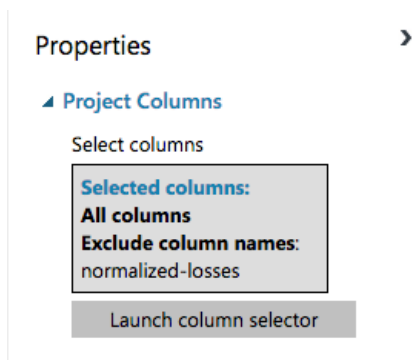 Properties
Project Columns
Select columns
Selected columns:
All columns
Exclude column names:
normalized-losses
Launch column selector